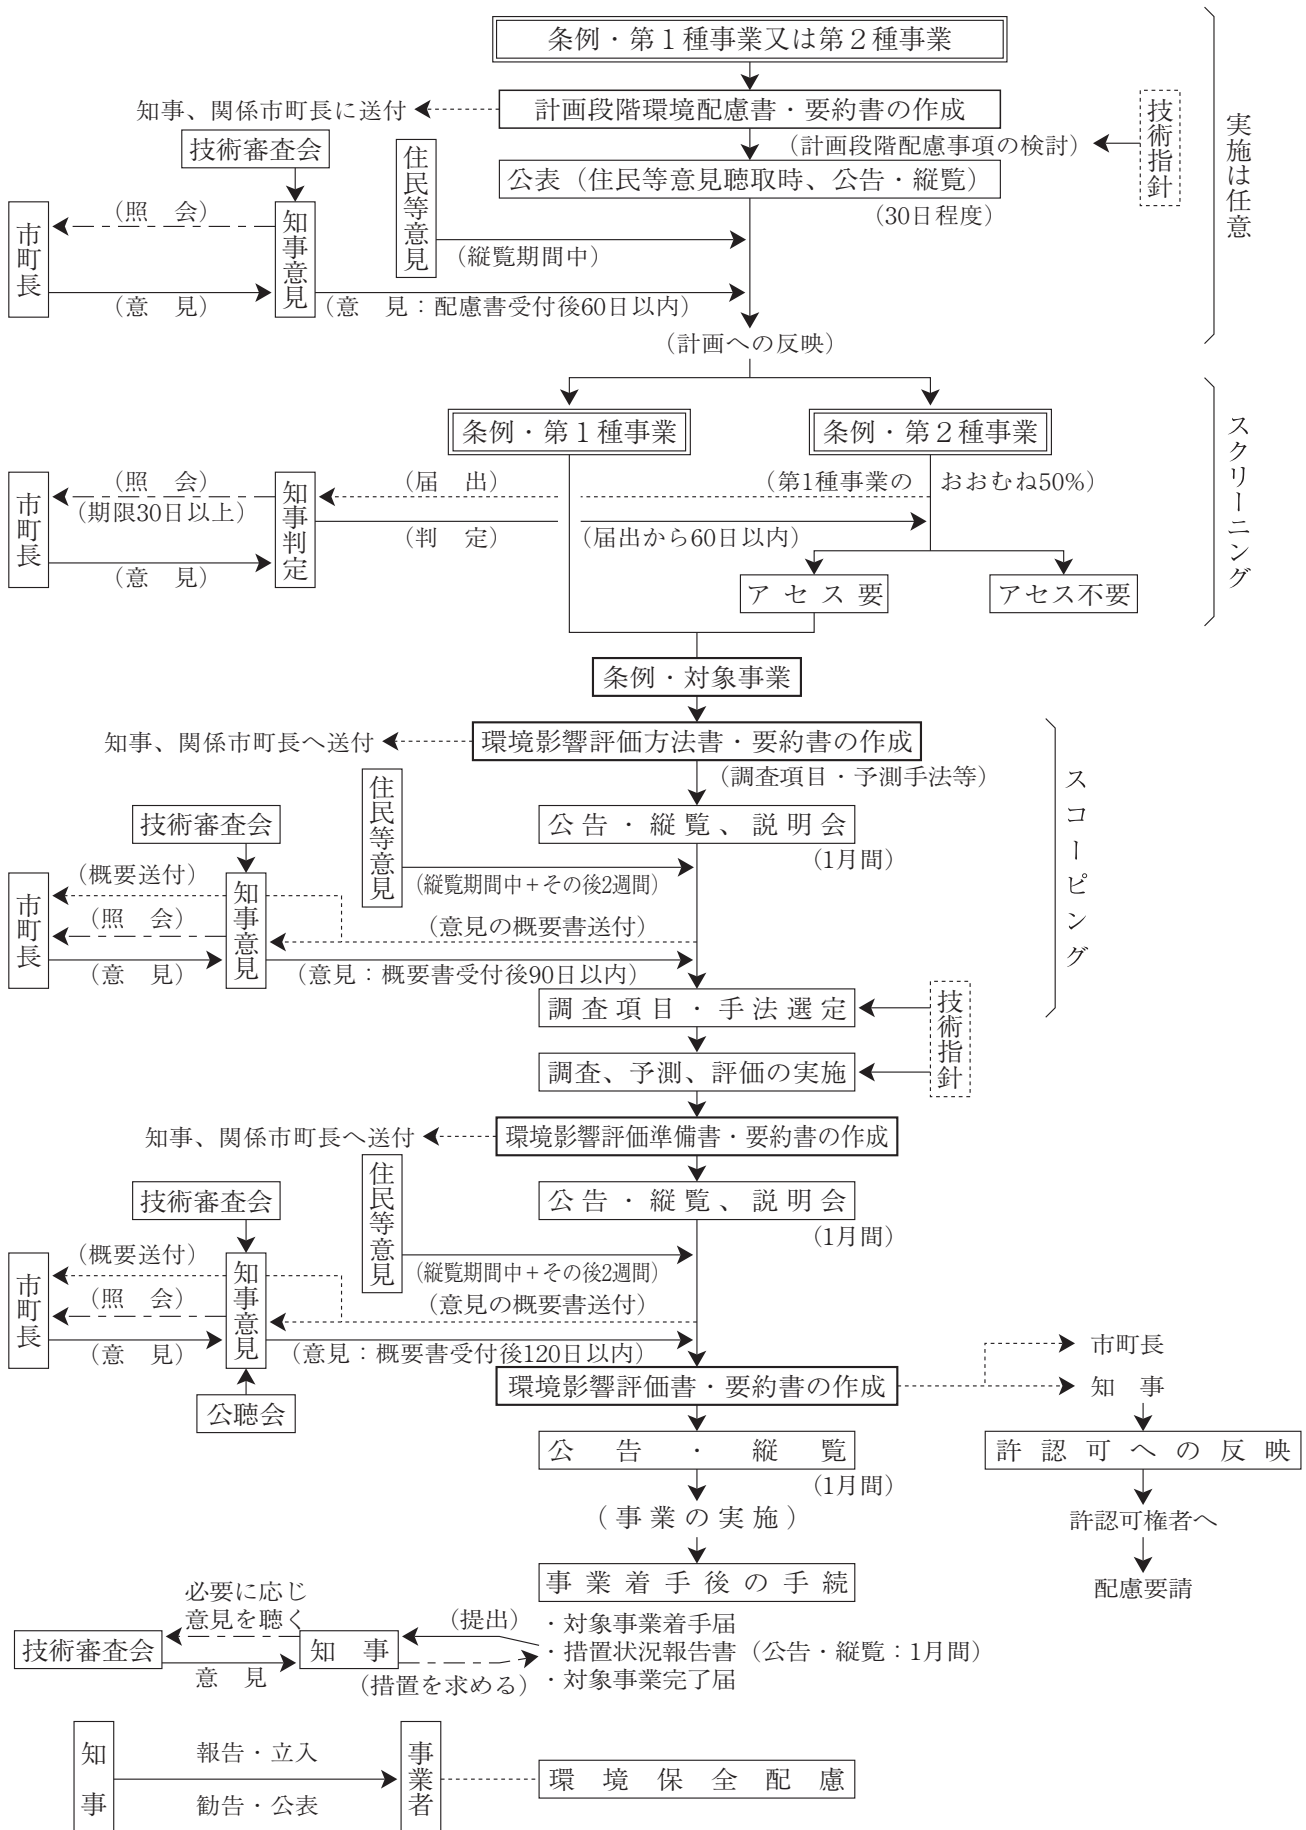 条例・第１種事業又は第２種事業
知事、関係市町長に送付
計画段階環境配慮書・要約書の作成
（計画段階配慮事項の検討）
技術指針
実施は任意
技術審査会
住民等意見
公表（住民等意見聴取時、公告・縦覧）
（30日程度）
市町長
（照　会）
知事意見
（縦覧期間中）
（意　見）
（意　見：配慮書受付後60日以内）
（計画への反映）
条例・第１種事業
条例・第２種事業
スクリーニング
市町長
（照　会）
（期限30日以上）
（意　見）
知事判定
（届　出）
（第1種事業の　おおむね50%）
（判　定）
（届出から60日以内）
アセス要
アセス不要
条例・対象事業
知事、関係市町長へ送付
環境影響評価方法書・要約書の作成
（調査項目・予測手法等）
スコーピング
住民等意見
技術審査会
公告・縦覧、説明会
（1月間）
市町長
（概要送付）
（照　会）
（意　見）
知事意見
（縦覧期間中＋その後2週間）
（意見の概要書送付）
（意見：概要書受付後90日以内）
調査項目・手法選定
技術指針
調査、予測、評価の実施
知事、関係市町長へ送付
環境影響評価準備書・要約書の作成
住民等意見
技術審査会
公告・縦覧、説明会
（1月間）
市町長
（概要送付）
（照　会）
（意　見）
知事意見
（縦覧期間中＋その後2週間）
（意見の概要書送付）
（意見：概要書受付後120日以内）
公聴会
環境影響評価書・要約書の作成
市町長
知　事
公告・縦覧
（1月間）
許認可への反映
（事業の実施）
許認可権者へ
事業着手後の手続
配慮要請
必要に応じ
意見を聴く
技術審査会
意　見
知　事
（提出）
（措置を求める）
・対象事業着手届
・措置状況報告書（公告・縦覧：1月間）
・対象事業完了届
知事
報告・立入
勧告・公表
事業者
環境保全配慮